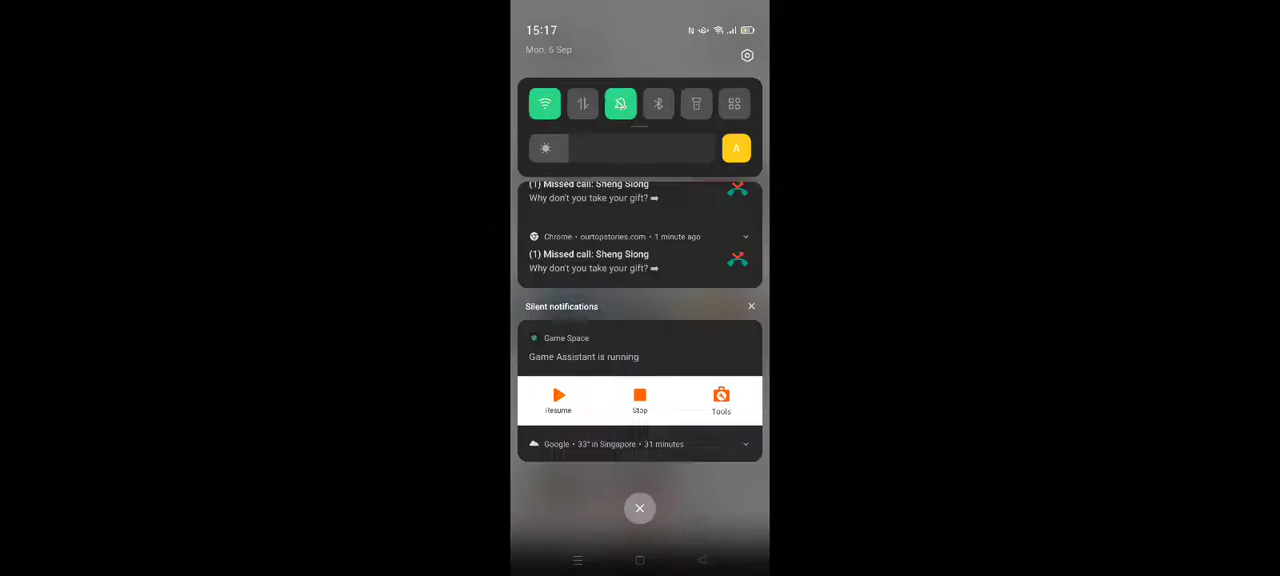 15:17
Mon, 6 Sep
A
(1) Missed call: Sheng Siong
Why don't you take your gift? ➡
Chrome • ourtopstories.com • 1 minute ago
(1) Missed call: Sheng Siong
Why don't you take your gift? ➡
Silent notifications
Game Space
Game Assistant is running
Resume
Stop
Tools
Google • 33° in Singapore • 31 minutes